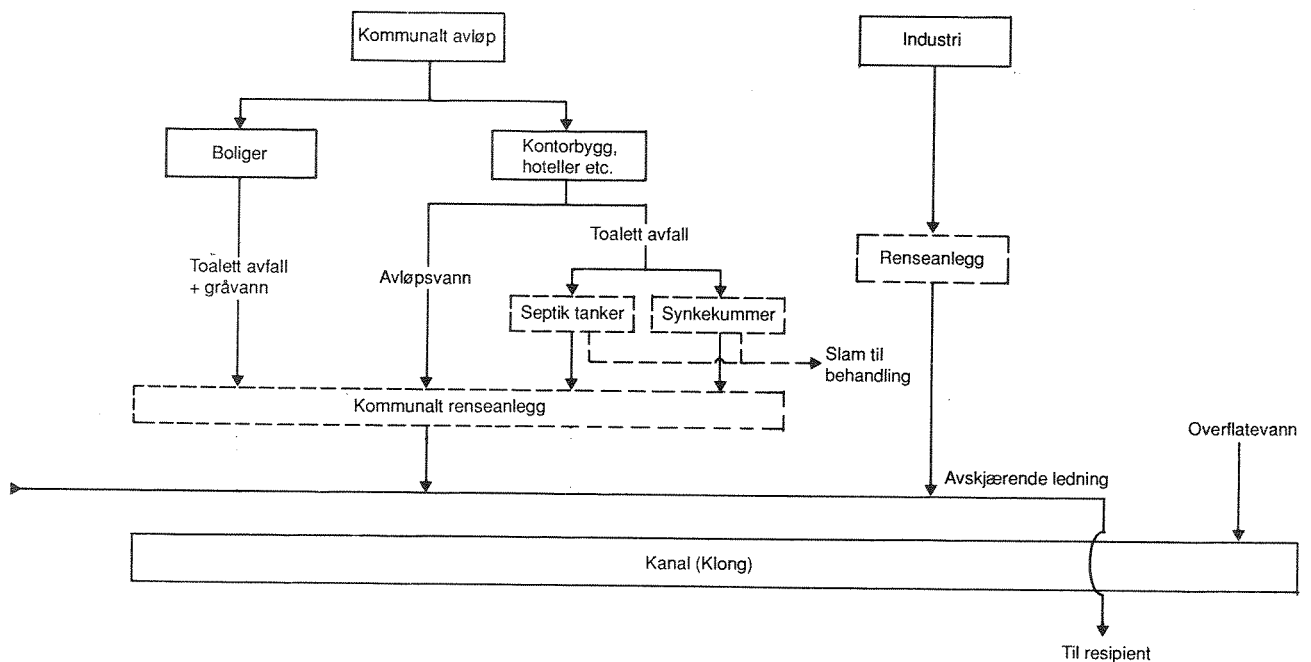 Kommunalt avløp
Industri
Boliger
Kontorbygg,
hoteller etc.
Toalett avfall
Renseanlegg
Toalett avfall
+ gråvann
Avløpsvann
Septik tanker
Synkekummer
Slam til
behandling
Kommunalt renseanlegg
Overflatevann
Avskjærende ledning
Kanal (Klong)
Til resipient